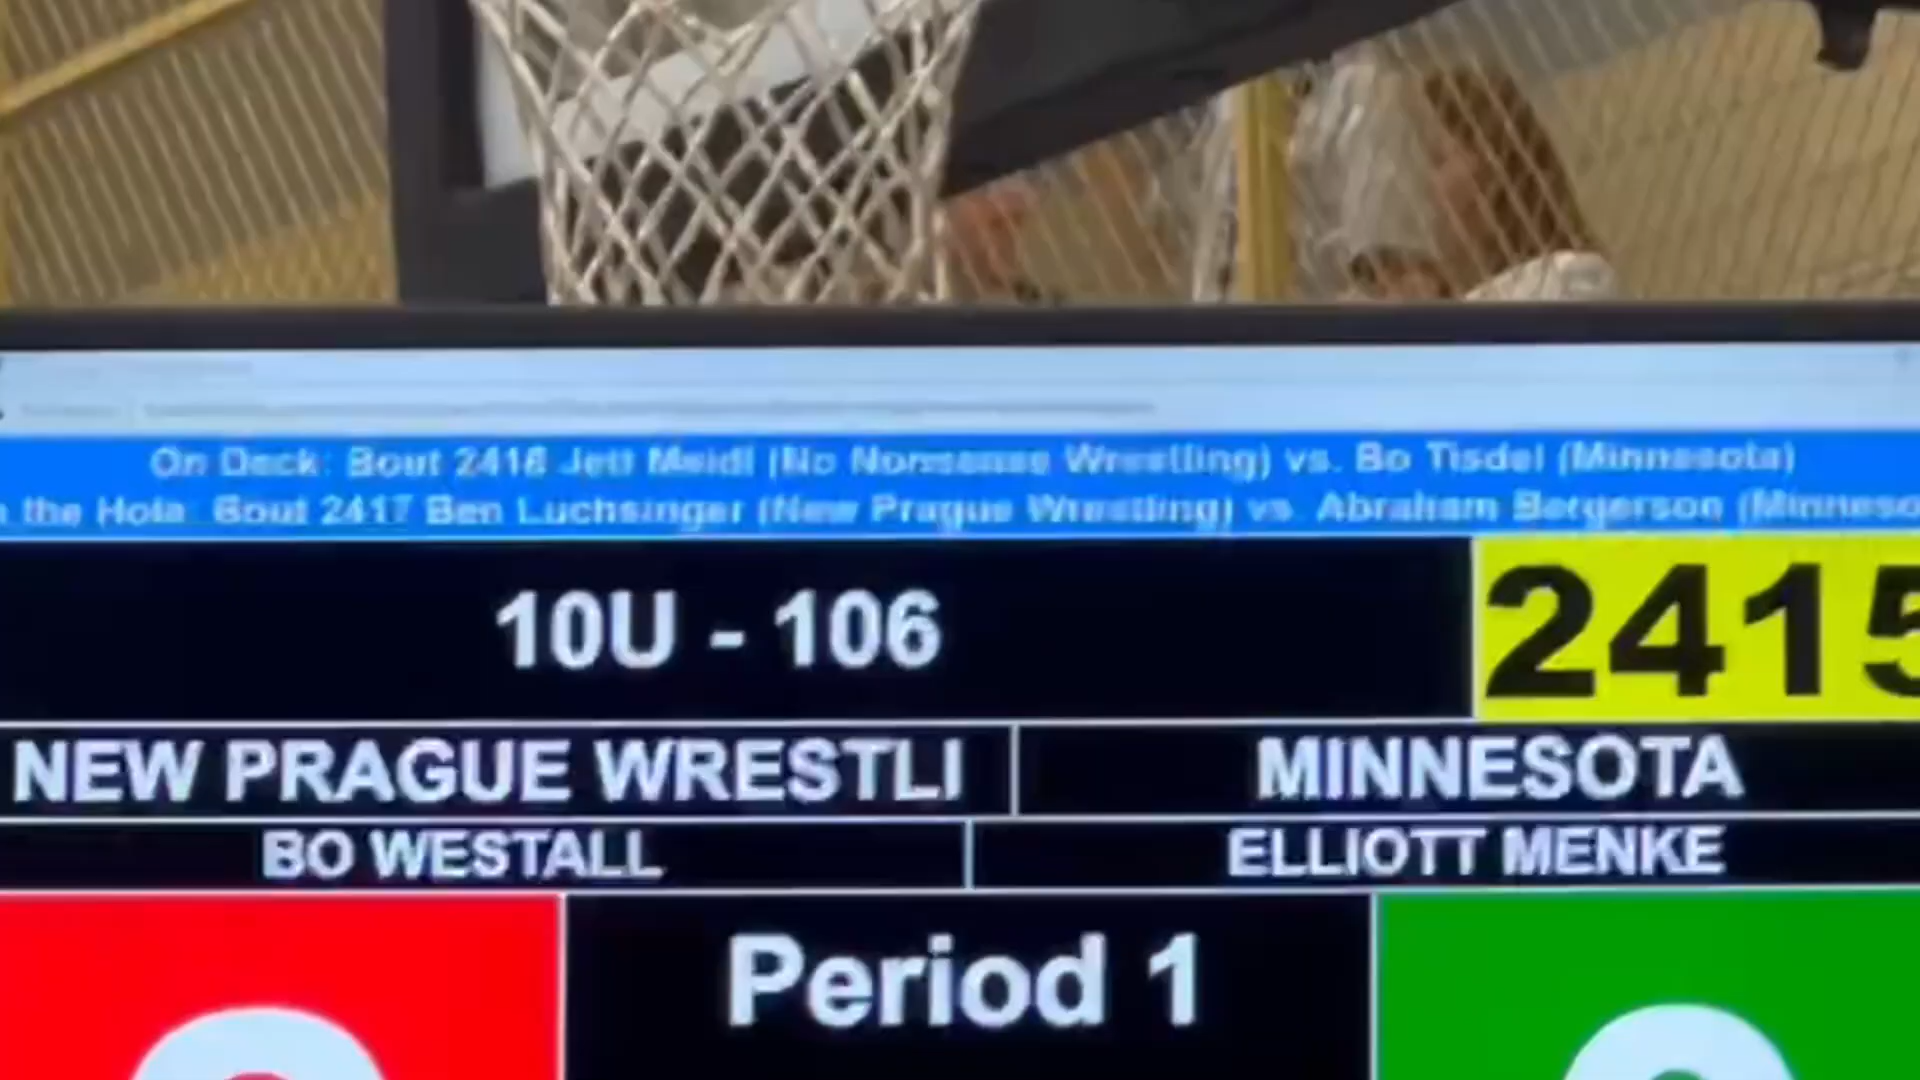 On Deck: Bout 2416 Jett Meidl (No Nonsense Wrestling) vs. Bo Tisdel (Minnesota)
the Hole: Bout 2417 Ben Luchsinger (New Prague Wrestling) vs. Abraham Bergerson (Minneso
10U - 106
2415
NEW PRAGUE WRESTLI
MINNESOTA
BO WESTALL
ELLIOTT MENKE
Period 1